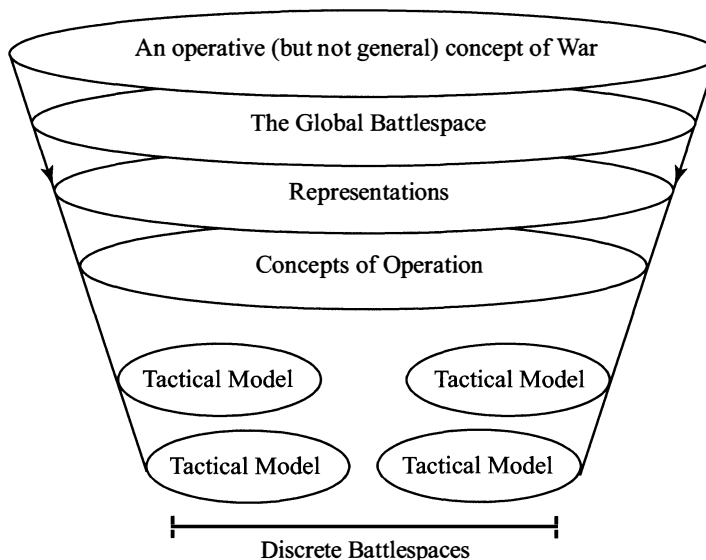 An operative (but not general) concept of War
The Global Battlespace
Representations
Concepts of Operation
Tactical Model Tactical Model
Tactical Model Tactical Model
Discrete Battlespaces